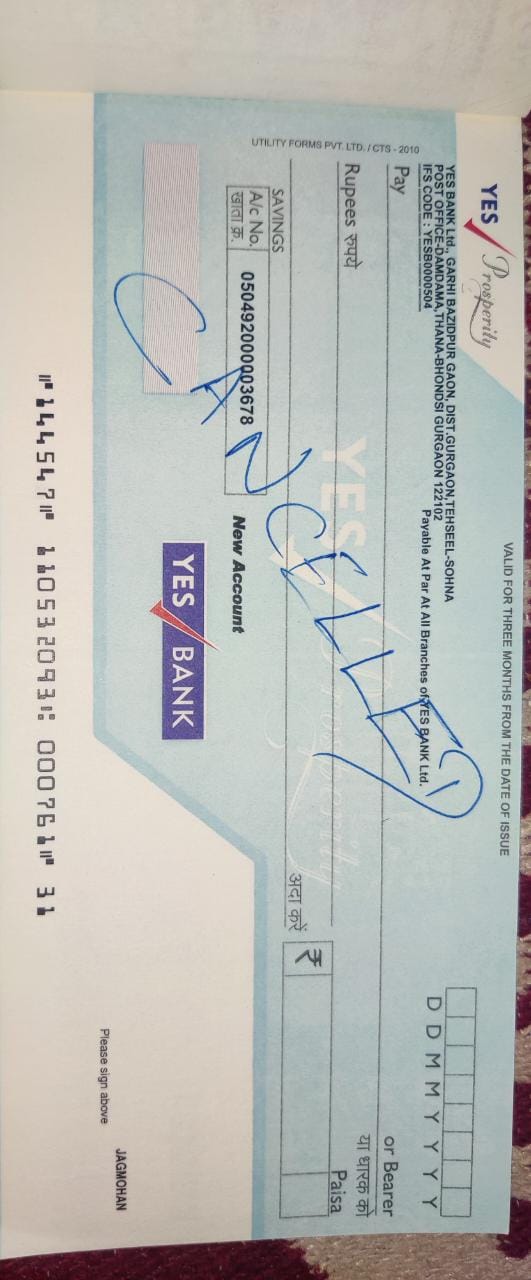 VALID FOR THREE MONTHS FROM THE DATE OF ISSUE
YES Prosperity
YES BANK Ltd., GARHI BAZIDPUR GAON, DIST.GURGAON,TEHSEEL-SOHNA
POST OFFICE-DAMDAMA,THANA-BHONDSI GURGAON 122102
IFS CODE : YESB0000504
Payable At Par At All Branches of YES BANK Ltd.
D D M M Y Y Y Y
Pay
or Bearer
या धारक को
Rupees रुपये
Paisa
अदा करें
₹
YES Prosperity
CANCELLED
SAVINGS
A/c No.
खाता क्र.
050492000003678
New Account
YES BANK
UTILITY FORMS PVT. LTD. / CTS - 2010
JAGMOHAN
Please sign above
⑈144547⑈ 110532093⑆ 000761⑈ 31